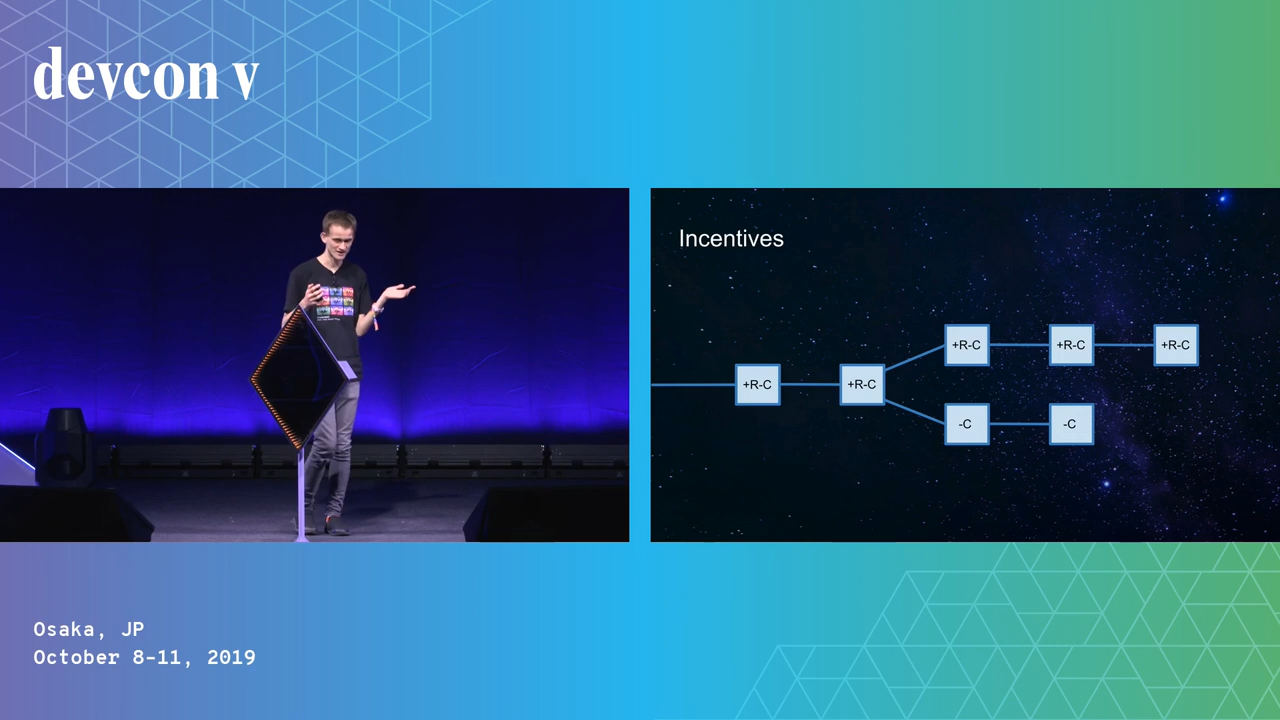 devcon v
Incentives
+R-C
+R-C
+R-C
+R-C
+R-C
-C
-C
Osaka, JP
October 8-11, 2019